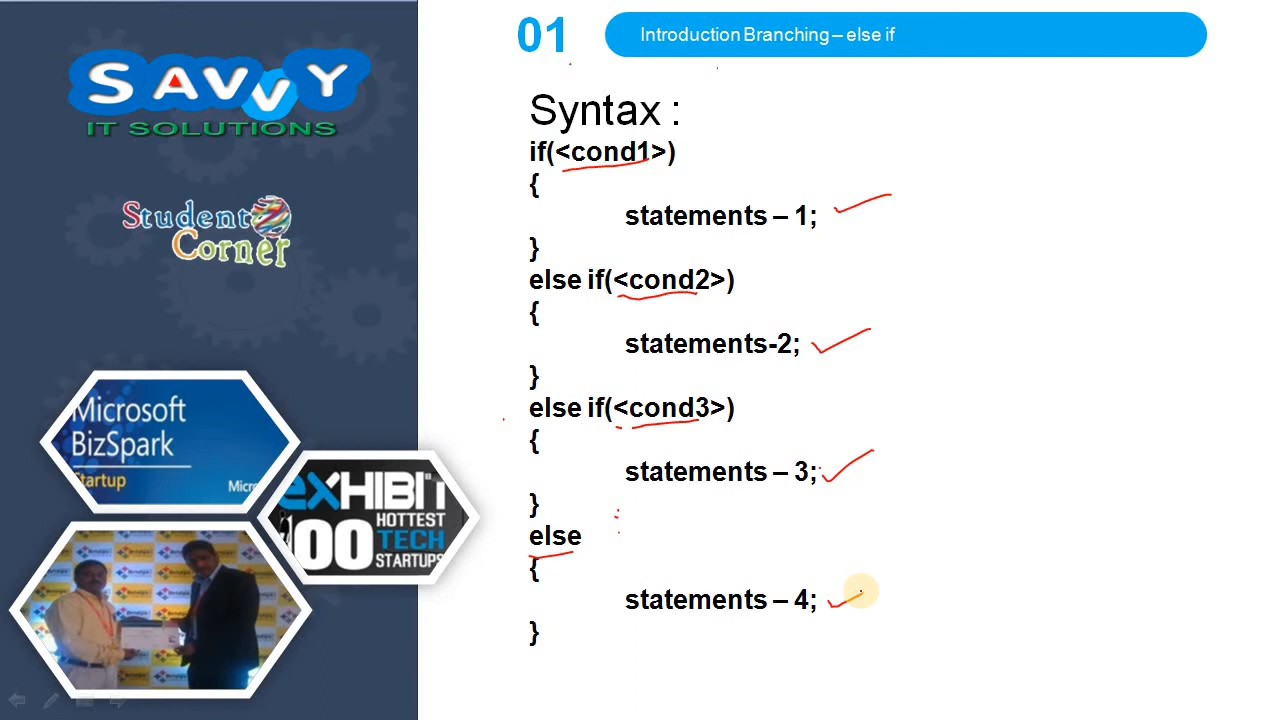 SAVVY
IT SOLUTIONS
Student
Corner
Microsoft
BizSpark
Startup
Micr
eXHIBIT
100
HOTTEST
TECH
STARTUPS
01
Introduction Branching – else if
Syntax :
if(<cond1>)
{
statements – 1;
}
else if(<cond2>)
{
statements-2;
}
else if(<cond3>)
{
statements – 3;
}
else
{
statements – 4;
}